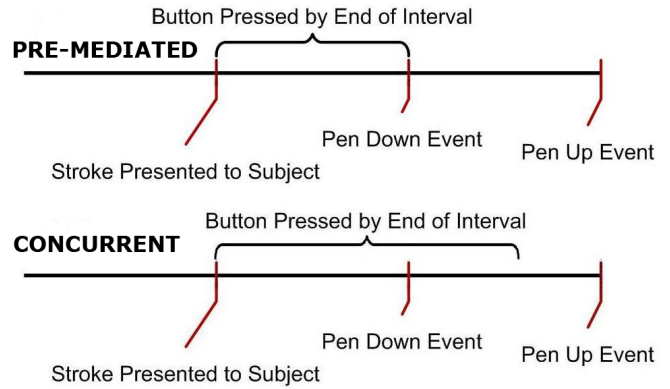 Button Pressed by End of Interval
PRE-MEDIATED
Pen Down Event
Pen Up Event
Stroke Presented to Subject
Button Pressed by End of Interval
CONCURRENT
Pen Down Event
Pen Up Event
Stroke Presented to Subject